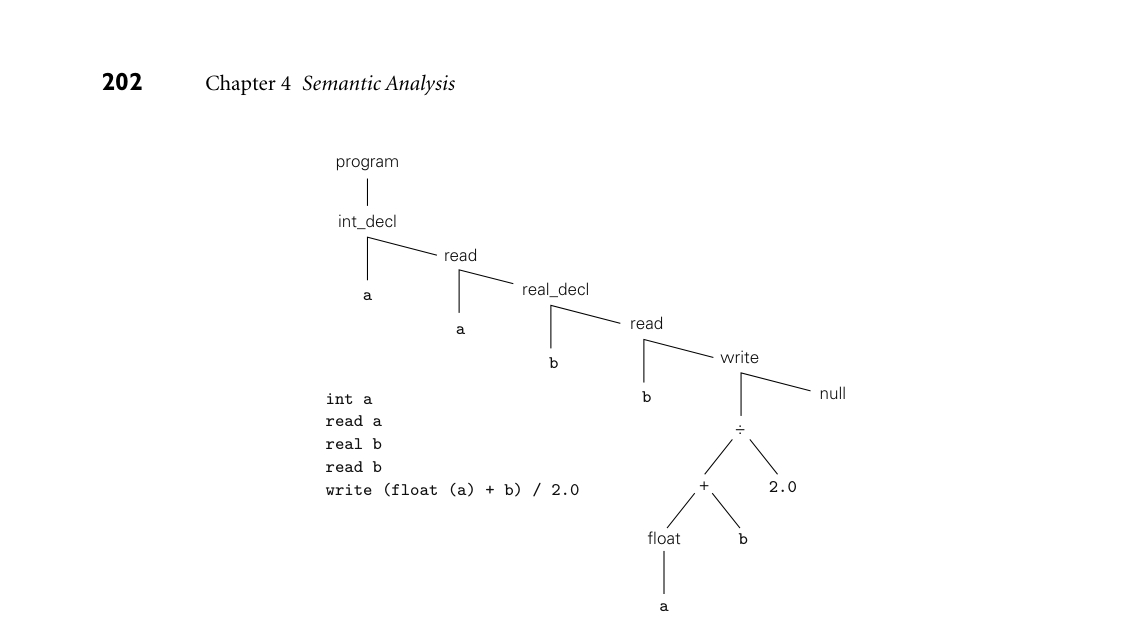 202 Chapter 4 Semantic Analysis
program
int_decl
read
a
real_decl
a
read
b
write
b
null
int a
read a
real b
read b
write (float (a) + b) / 2.0
÷
+ 2.0
float b
a